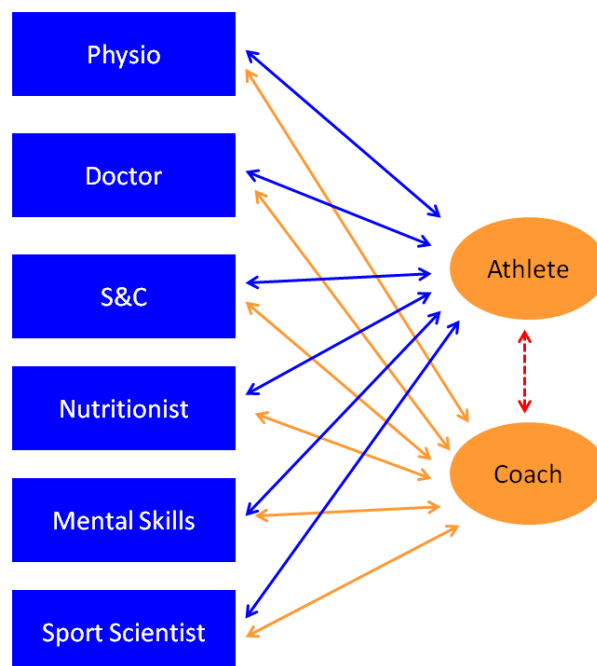 Physio
Doctor
S&C
Nutritionist
Mental Skills
Sport Scientist
Athlete
Coach